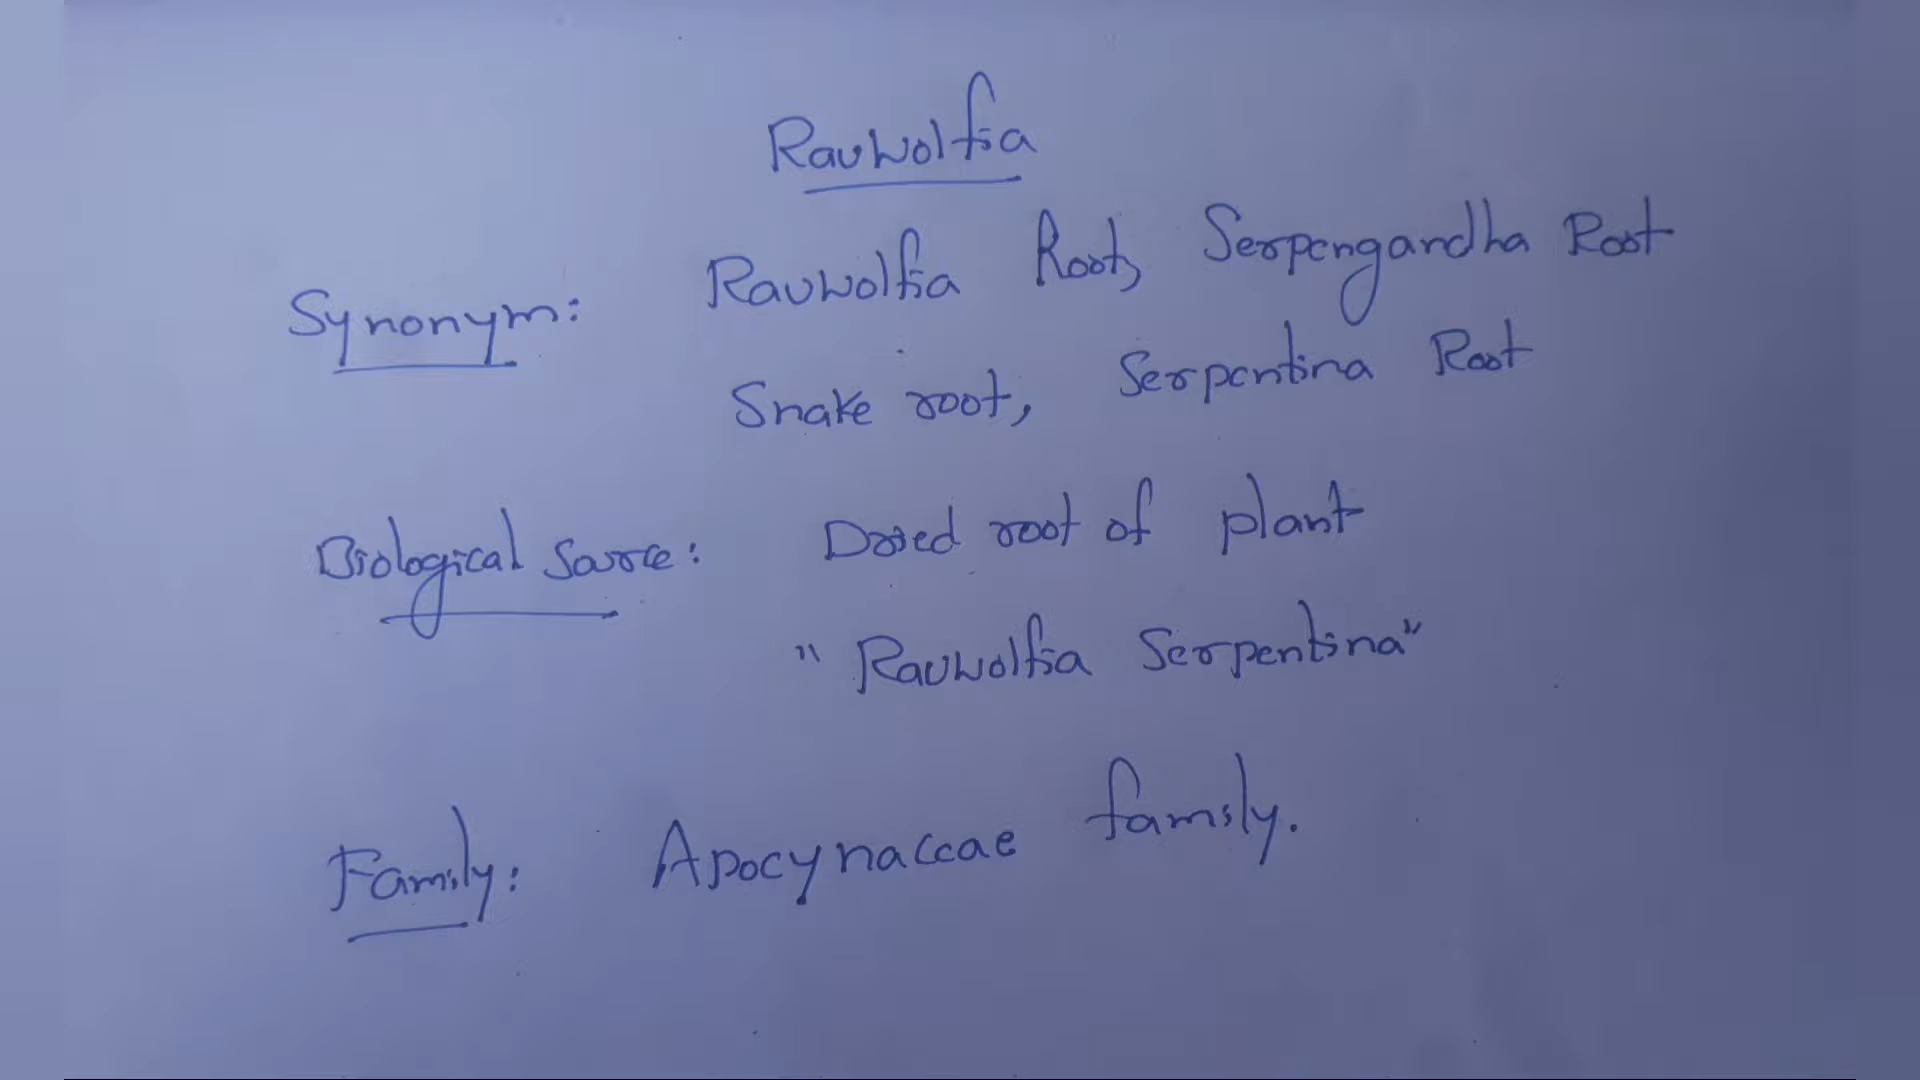 Rauwolfia
Synonym: Rauwolfia Root, Serpengandha Root
Snake root, Serpentina Root
Biological Source: Dried root of plant
"Rauwolfia Serpentina"
Family: Apocynaceae family.